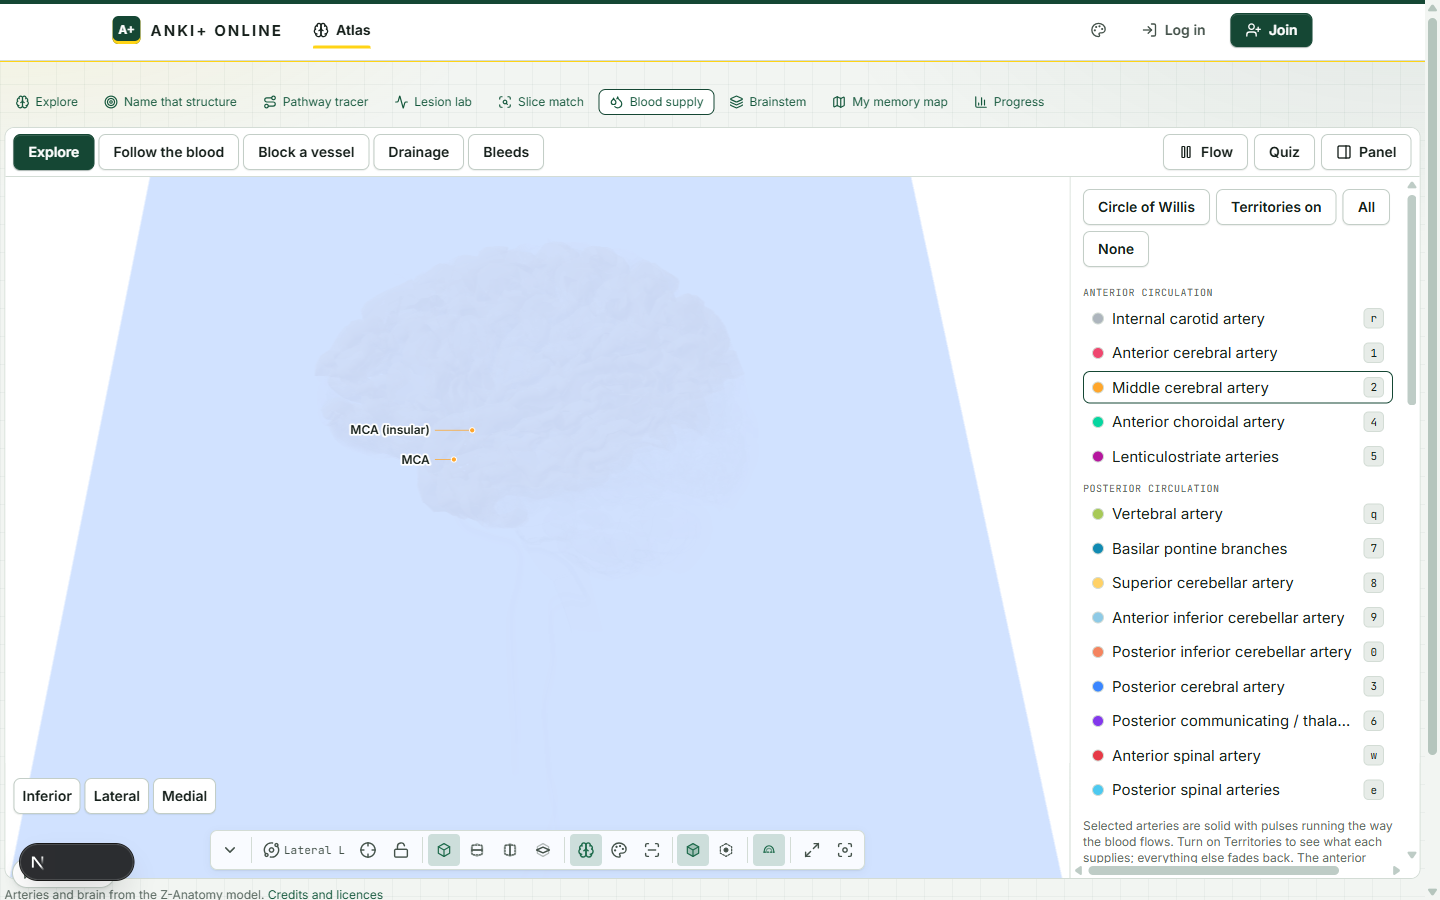 A+ ANKI+ ONLINE Atlas Log in Join
Explore Name that structure Pathway tracer Lesion lab Slice match Blood supply Brainstem My memory map Progress
Explore Follow the blood Block a vessel Drainage Bleeds Flow Quiz Panel
Circle of Willis Territories on All
None
ANTERIOR CIRCULATION
Internal carotid artery r
Anterior cerebral artery 1
Middle cerebral artery 2
Anterior choroidal artery 4
Lenticulostriate arteries 5
POSTERIOR CIRCULATION
Vertebral artery q
Basilar pontine branches 7
Superior cerebellar artery 8
Anterior inferior cerebellar artery 9
Posterior inferior cerebellar artery 0
Posterior cerebral artery 3
Posterior communicating / thala... 6
Anterior spinal artery w
Posterior spinal arteries e
Selected arteries are solid with pulses running the way
the blood flows. Turn on Territories to see what each
supplies; everything else fades back. The anterior
MCA (insular)
MCA
Inferior Lateral Medial
Lateral L
N
Arteries and brain from the Z-Anatomy model. Credits and licences